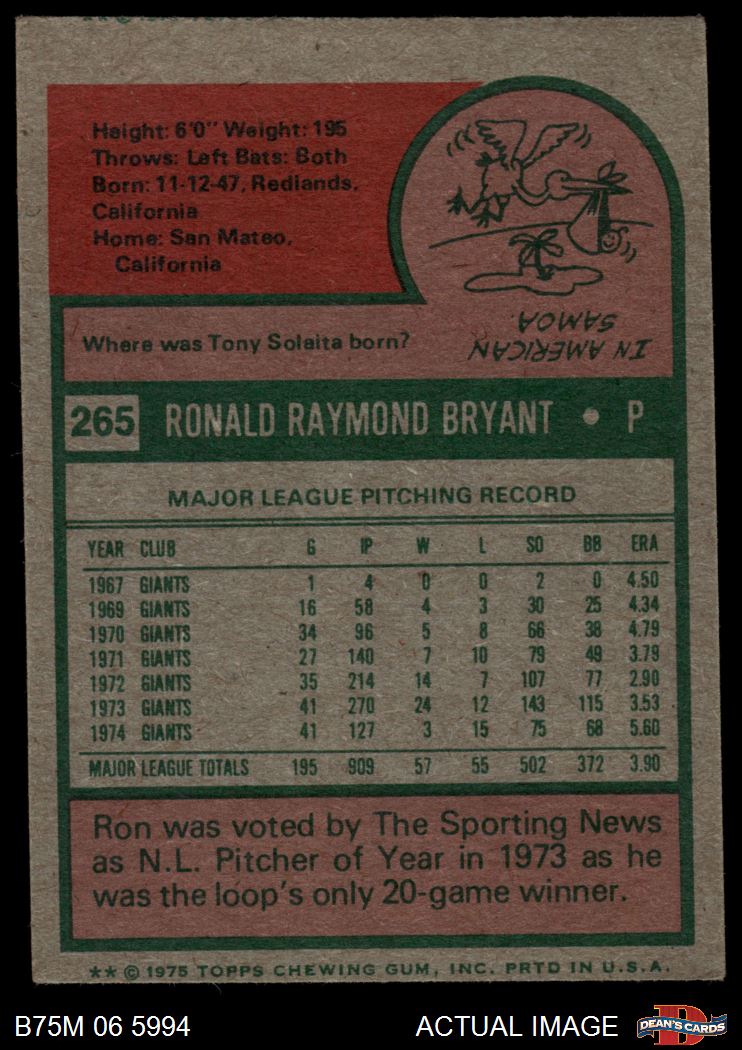 Height: 6'0" Weight: 195
Throws: Left Bats: Both
Born: 11-12-47, Redlands,
California
Home: San Mateo,
California
Where was Tony Solaita born?
IN AMERICAN
SAMOA.
265 RONALD RAYMOND BRYANT • P
MAJOR LEAGUE PITCHING RECORD
YEAR CLUB G IP W L SO BB ERA
1967 GIANTS 1 4 0 0 2 0 4.50
1969 GIANTS 16 58 4 3 30 25 4.34
1970 GIANTS 34 96 5 8 66 38 4.79
1971 GIANTS 27 140 7 10 79 49 3.79
1972 GIANTS 35 214 14 7 107 77 2.90
1973 GIANTS 41 270 24 12 143 115 3.53
1974 GIANTS 41 127 3 15 75 68 5.60
MAJOR LEAGUE TOTALS 195 909 57 55 502 372 3.90
Ron was voted by The Sporting News
as N.L. Pitcher of Year in 1973 as he
was the loop's only 20-game winner.
** © 1975 TOPPS CHEWING GUM, INC. PRTD IN U.S.A.
B75M 06 5994 ACTUAL IMAGE DEAN'S CARDS